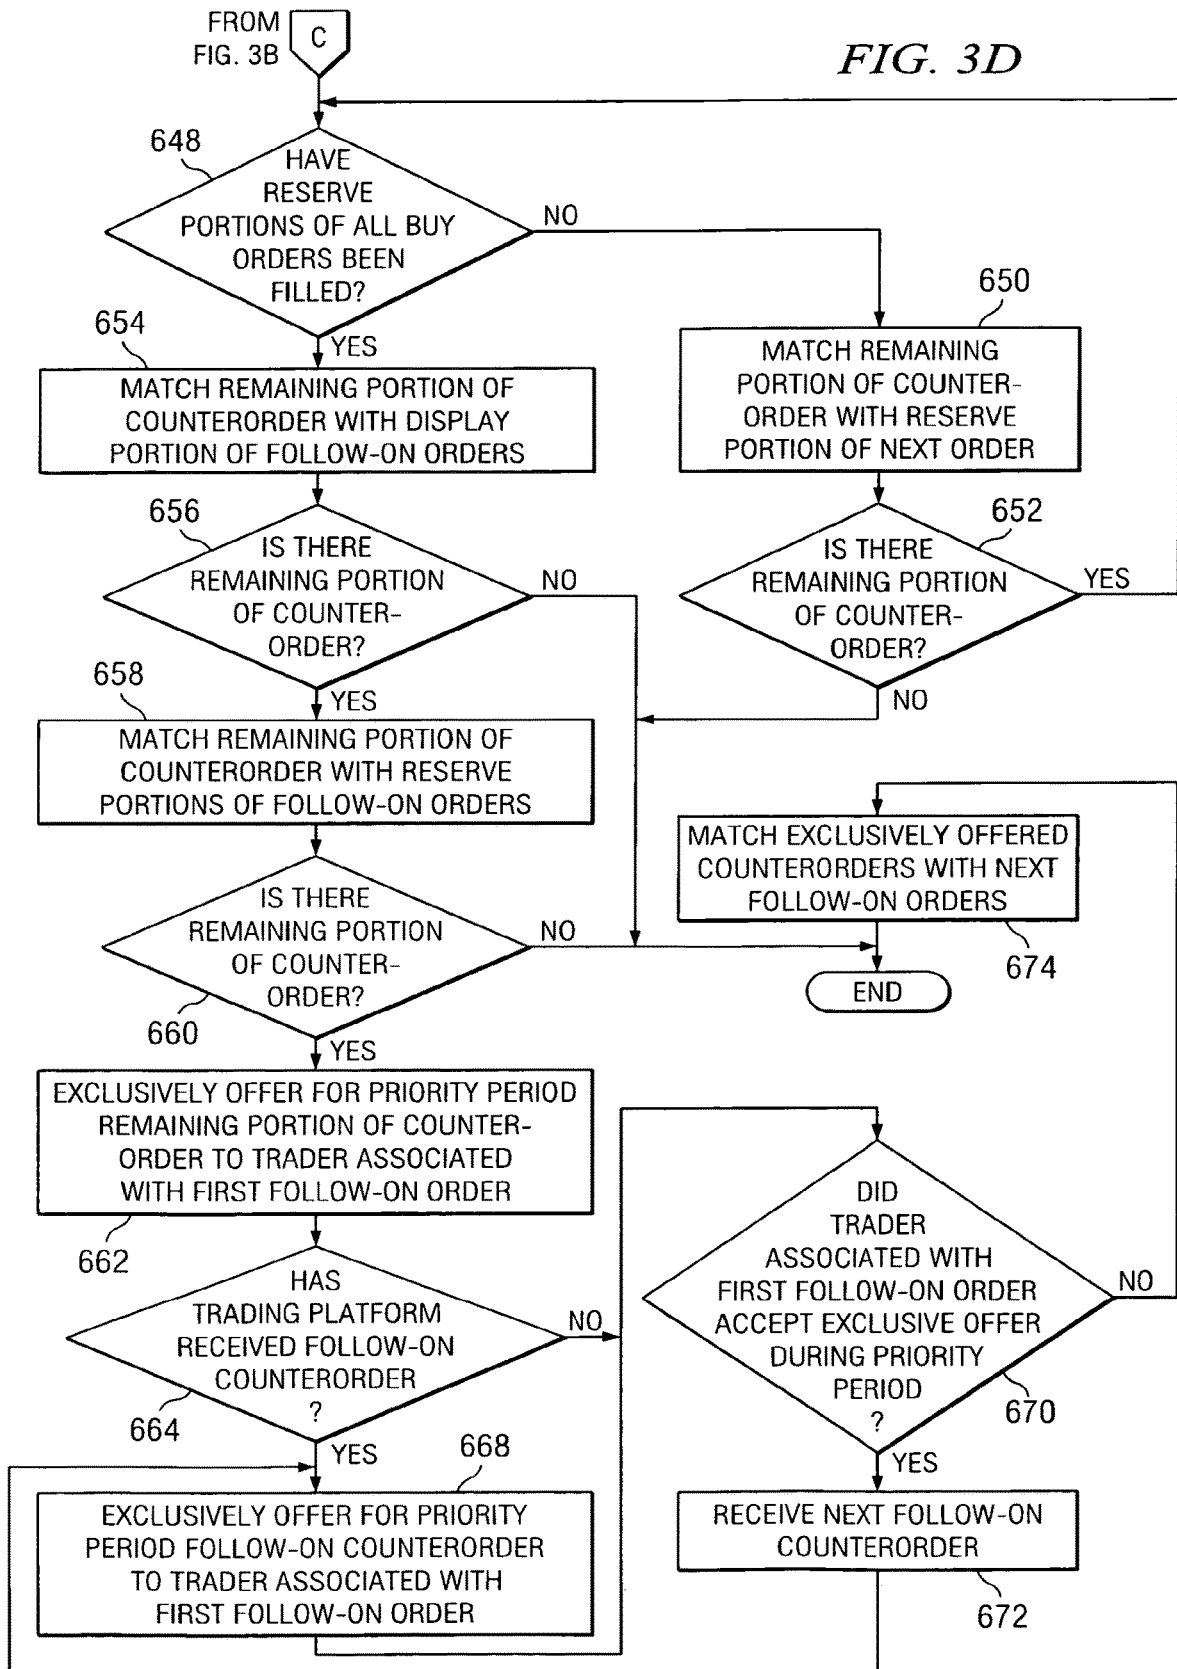 FROM
FIG. 3B
C
FIG. 3D
648
HAVE
RESERVE
PORTIONS OF ALL BUY
ORDERS BEEN
FILLED?
NO
YES
650
MATCH REMAINING
PORTION OF COUNTER-
ORDER WITH RESERVE
PORTION OF NEXT ORDER
654
MATCH REMAINING PORTION OF
COUNTERORDER WITH DISPLAY
PORTION OF FOLLOW-ON ORDERS
652
IS THERE
REMAINING PORTION
OF COUNTER-
ORDER?
YES
NO
656
IS THERE
REMAINING PORTION
OF COUNTER-
ORDER?
NO
YES
658
MATCH REMAINING PORTION OF
COUNTERORDER WITH RESERVE
PORTIONS OF FOLLOW-ON ORDERS
MATCH EXCLUSIVELY OFFERED
COUNTERORDERS WITH NEXT
FOLLOW-ON ORDERS
674
IS THERE
REMAINING PORTION
OF COUNTER-
ORDER?
660
NO
YES
END
EXCLUSIVELY OFFER FOR PRIORITY PERIOD
REMAINING PORTION OF COUNTER-
ORDER TO TRADER ASSOCIATED
WITH FIRST FOLLOW-ON ORDER
662
HAS
TRADING PLATFORM
RECEIVED FOLLOW-ON
COUNTERORDER
?
664
NO
YES
DID
TRADER
ASSOCIATED WITH
FIRST FOLLOW-ON ORDER
ACCEPT EXCLUSIVE OFFER
DURING PRIORITY
PERIOD
?
670
NO
YES
668
EXCLUSIVELY OFFER FOR PRIORITY
PERIOD FOLLOW-ON COUNTERORDER
TO TRADER ASSOCIATED WITH
FIRST FOLLOW-ON ORDER
RECEIVE NEXT FOLLOW-ON
COUNTERORDER
672